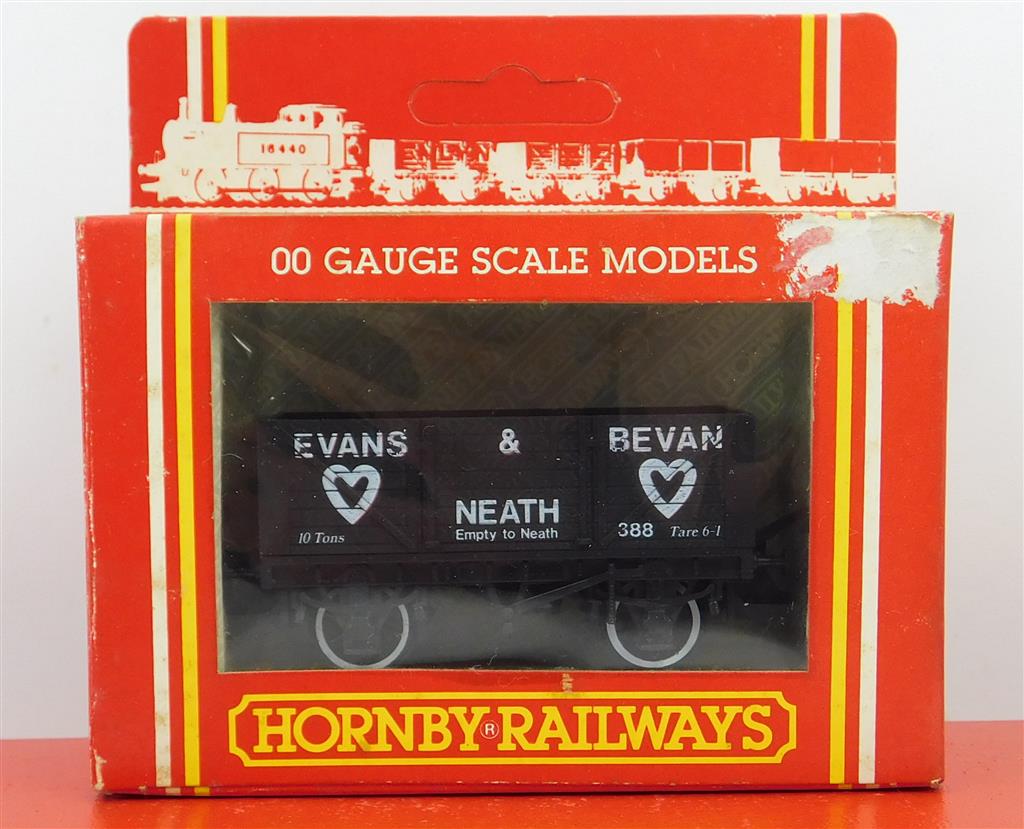 16440
00 GAUGE SCALE MODELS
EVANS & BEVAN
NEATH
10 Tons Empty to Neath 388 Tare 6-1
HORNBY® RAILWAYS